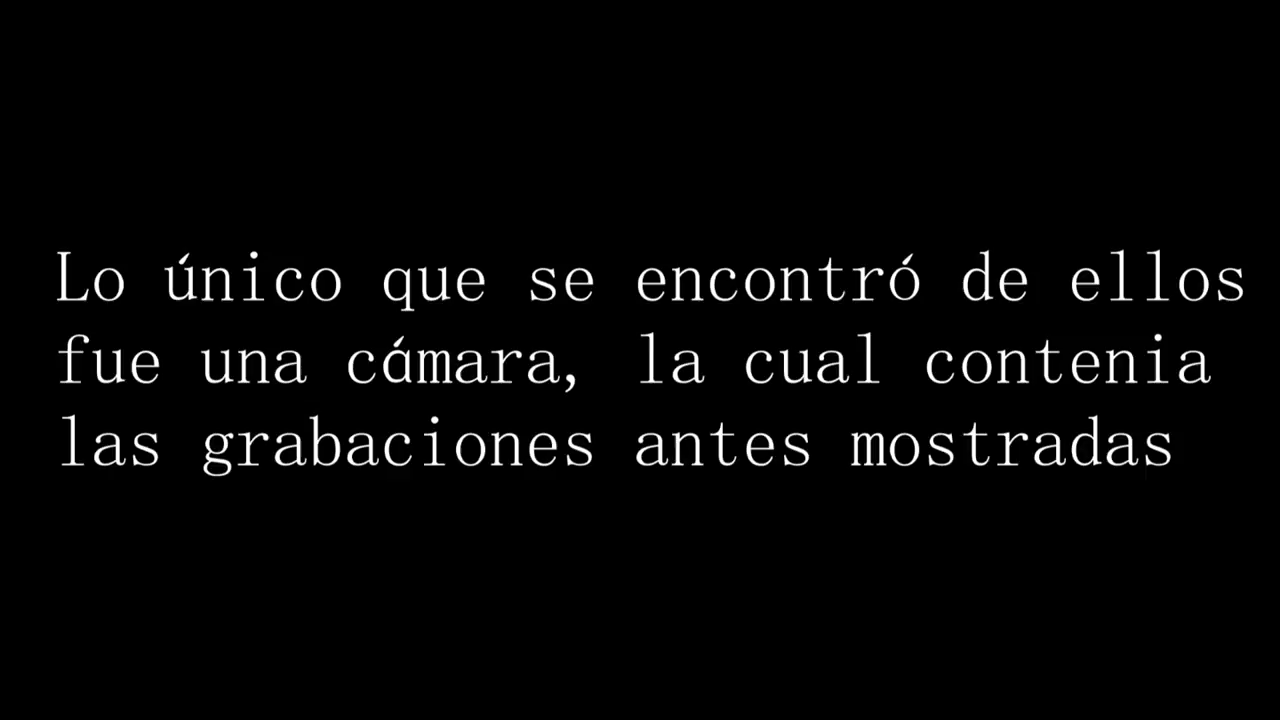 Lo único que se encontró de ellos
fue una cámara, la cual contenia
las grabaciones antes mostradas